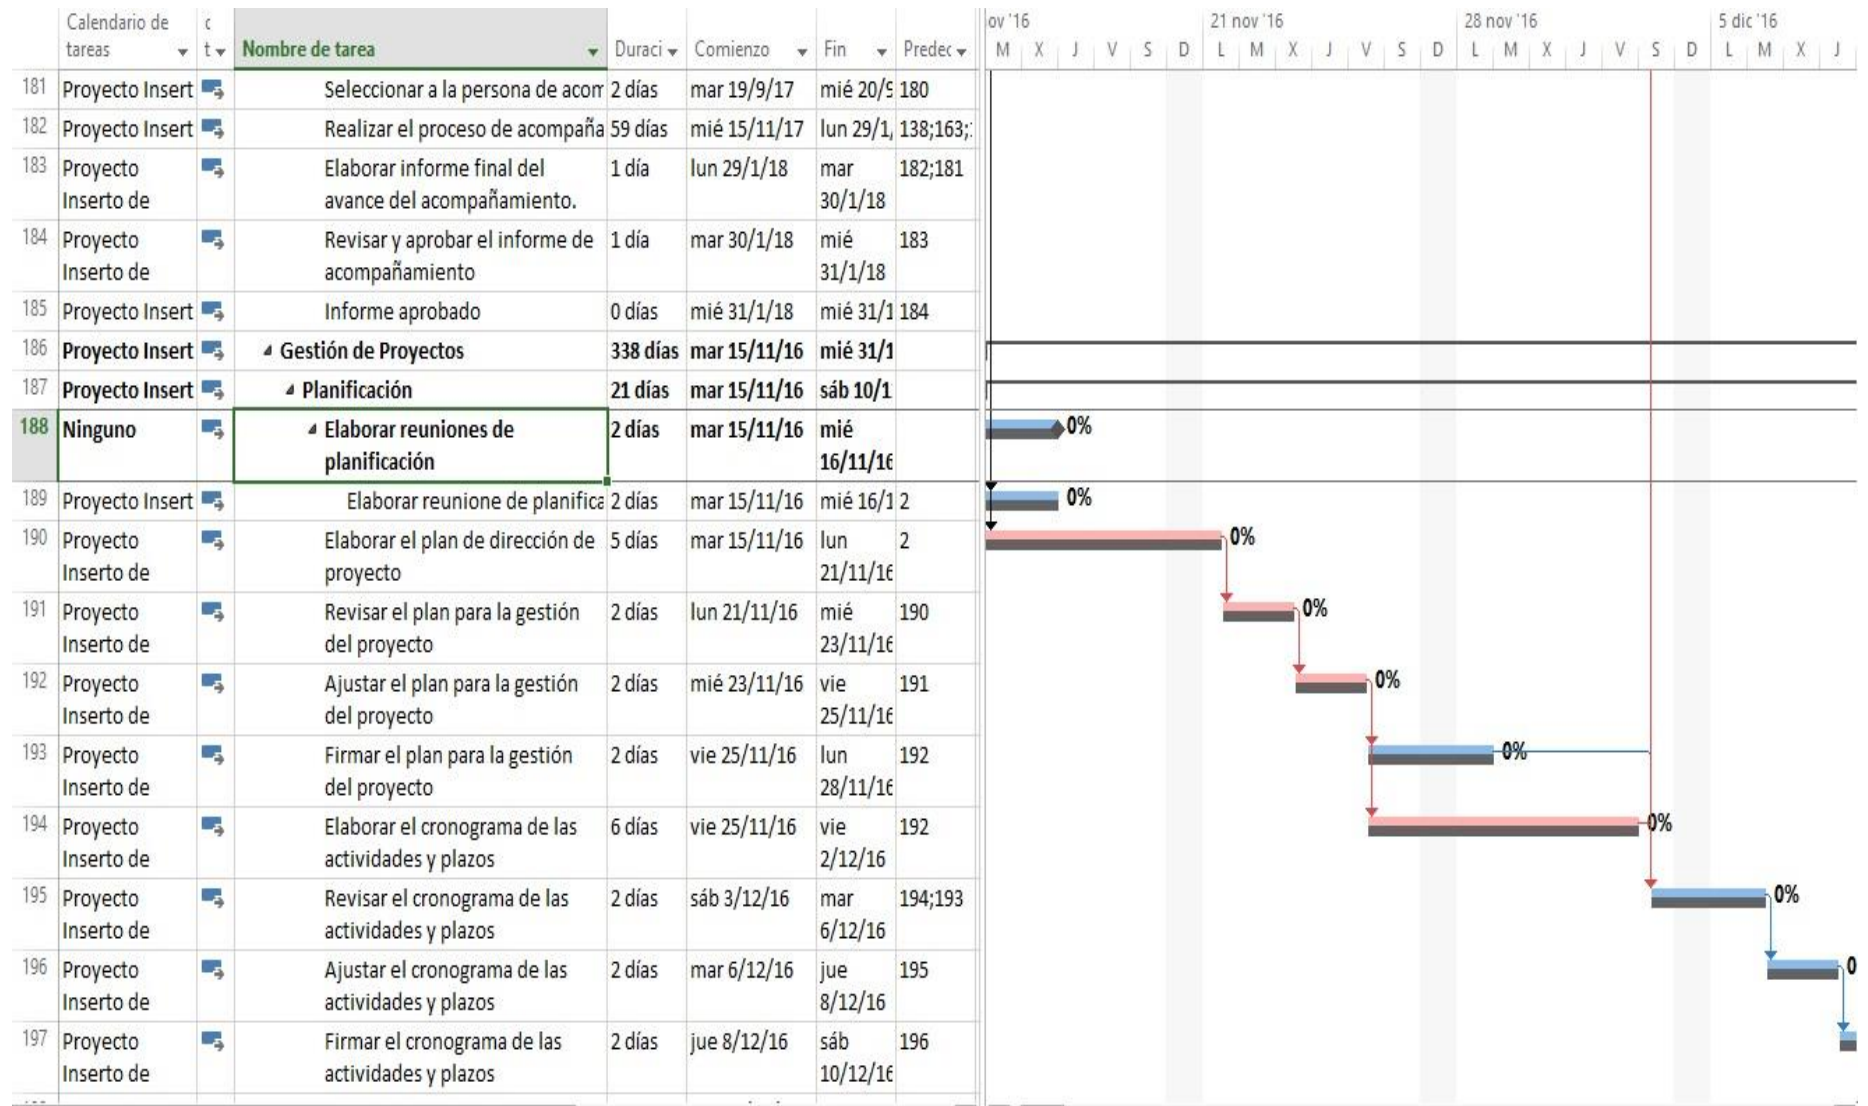 Calendario de tareas c t Nombre de tarea Duraci Comienzo Fin Predec
ov '16 21 nov '16 28 nov '16 5 dic '16
M X J V S D L M X J V S D L M X J V S D L M X J
181 Proyecto Insert Seleccionar a la persona de acom 2 días mar 19/9/17 mié 20/9 180
182 Proyecto Insert Realizar el proceso de acompaña 59 días mié 15/11/17 lun 29/1/ 138;163;
183 Proyecto Inserto de Elaborar informe final del avance del acompañamiento. 1 día lun 29/1/18 mar 30/1/18 182;181
184 Proyecto Inserto de Revisar y aprobar el informe de acompañamiento 1 día mar 30/1/18 mié 31/1/18 183
185 Proyecto Insert Informe aprobado 0 días mié 31/1/18 mié 31/1 184
186 Proyecto Insert Gestión de Proyectos 338 días mar 15/11/16 mié 31/1
187 Proyecto Insert Planificación 21 días mar 15/11/16 sáb 10/1
188 Ninguno Elaborar reuniones de planificación 2 días mar 15/11/16 mié 16/11/16 0%
189 Proyecto Insert Elaborar reunione de planifica 2 días mar 15/11/16 mié 16/1 2 0%
190 Proyecto Inserto de Elaborar el plan de dirección de proyecto 5 días mar 15/11/16 lun 21/11/16 2 0%
191 Proyecto Inserto de Revisar el plan para la gestión del proyecto 2 días lun 21/11/16 mié 23/11/16 190 0%
192 Proyecto Inserto de Ajustar el plan para la gestión del proyecto 2 días mié 23/11/16 vie 25/11/16 191 0%
193 Proyecto Inserto de Firmar el plan para la gestión del proyecto 2 días vie 25/11/16 lun 28/11/16 192 0%
194 Proyecto Inserto de Elaborar el cronograma de las actividades y plazos 6 días vie 25/11/16 vie 2/12/16 192 0%
195 Proyecto Inserto de Revisar el cronograma de las actividades y plazos 2 días sáb 3/12/16 mar 6/12/16 194;193 0%
196 Proyecto Inserto de Ajustar el cronograma de las actividades y plazos 2 días mar 6/12/16 jue 8/12/16 195 0
197 Proyecto Inserto de Firmar el cronograma de las actividades y plazos 2 días jue 8/12/16 sáb 10/12/16 196